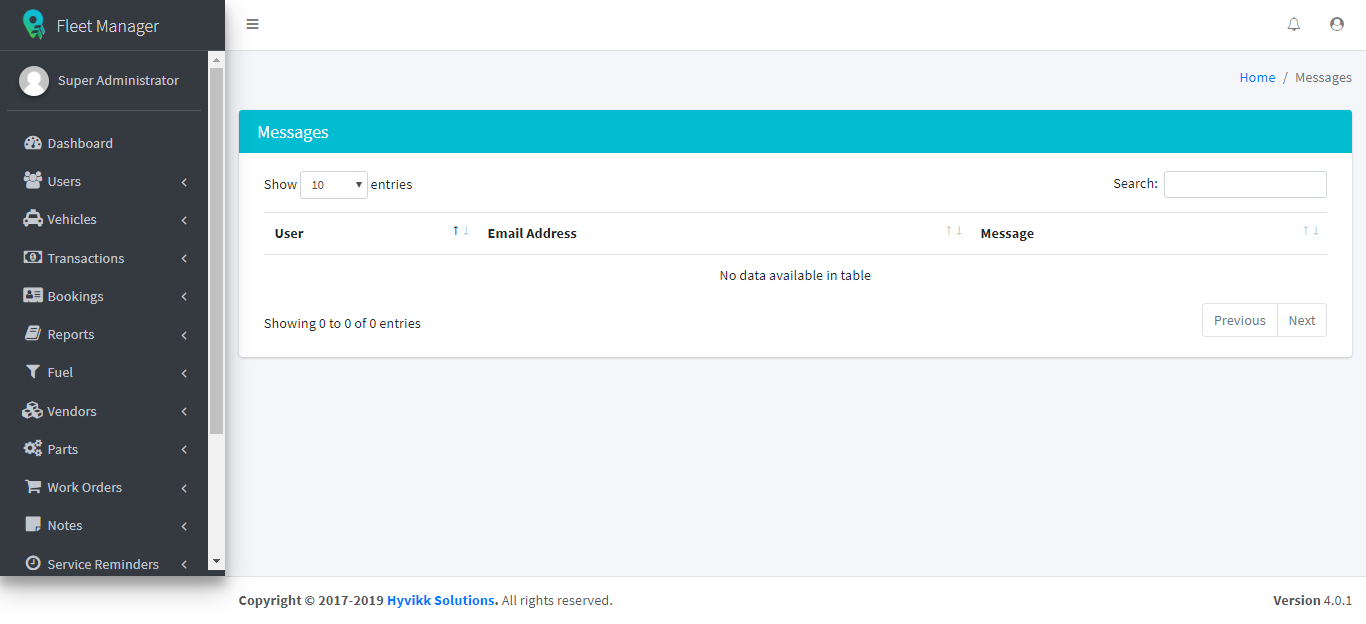 Fleet Manager
Super Administrator
Dashboard
Users
Vehicles
Transactions
Bookings
Reports
Fuel
Vendors
Parts
Work Orders
Notes
Service Reminders
Home / Messages
Messages
Show 10 entries Search:
User Email Address Message
No data available in table
Showing 0 to 0 of 0 entries Previous Next
Copyright © 2017-2019 Hyvikk Solutions. All rights reserved. Version 4.0.1